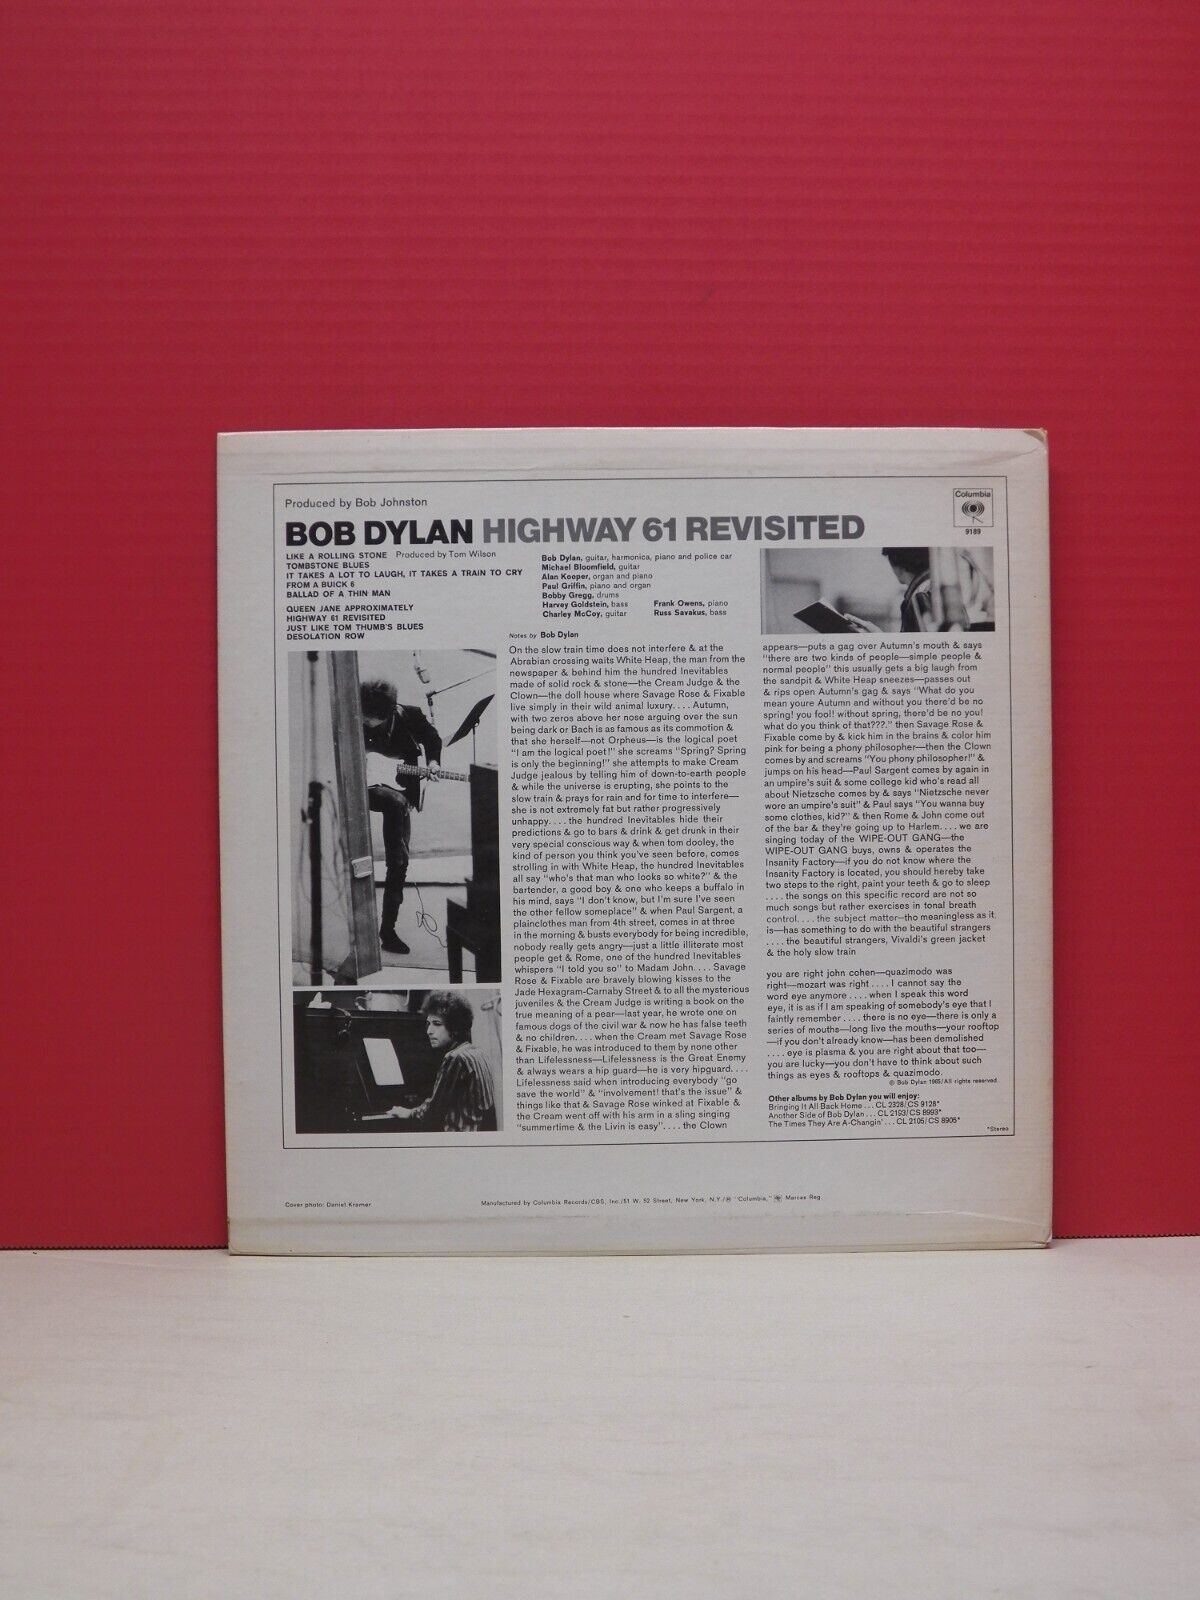 Produced by Bob Johnston
BOB DYLAN HIGHWAY 61 REVISITED
Columbia
9189
LIKE A ROLLING STONE Produced by Tom Wilson
TOMBSTONE BLUES
IT TAKES A LOT TO LAUGH, IT TAKES A TRAIN TO CRY
FROM A BUICK 6
BALLAD OF A THIN MAN
QUEEN JANE APPROXIMATELY
HIGHWAY 61 REVISITED
JUST LIKE TOM THUMB'S BLUES
DESOLATION ROW
Bob Dylan, guitar, harmonica, piano and police car
Michael Bloomfield, guitar
Alan Kooper, organ and piano
Paul Griffin, piano and organ
Bobby Gregg, drums
Harvey Goldstein, bass Frank Owens, piano
Charley McCoy, guitar Russ Savakus, bass
Notes by Bob Dylan
On the slow train time does not interfere & at the
Abrabian crossing waits White Heap, the man from the
newspaper & behind him the hundred Inevitables
made of solid rock & stone—the Cream Judge & the
Clown—the doll house where Savage Rose & Fixable
live simply in their wild animal luxury.... Autumn,
with two zeros above her nose arguing over the sun
being dark or Bach is as famous as its commotion &
that she herself—not Orpheus—is the logical poet
"I am the logical poet!" she screams "Spring? Spring
is only the beginning!" she attempts to make Cream
Judge jealous by telling him of down-to-earth people
& while the universe is erupting, she points to the
slow train & prays for rain and for time to interfere—
she is not extremely fat but rather progressively
unhappy.... the hundred Inevitables hide their
predictions & go to bars & drink & get drunk in their
very special conscious way & when tom dooley, the
kind of person you think you've seen before, comes
strolling in with White Heap, the hundred Inevitables
all say "who's that man who looks so white?" & the
bartender, a good boy & one who keeps a buffalo in
his mind, says "I don't know, but I'm sure I've seen
the other fellow someplace" & when Paul Sargent, a
plainclothes man from 4th street, comes in at three
in the morning & busts everybody for being incredible,
nobody really gets angry—just a little illiterate most
people get & Rome, one of the hundred Inevitables
whispers "I told you so" to Madam John.... Savage
Rose & Fixable are bravely blowing kisses to the
Jade Hexagram-Carnaby Street & to all the mysterious
juveniles & the Cream Judge is writing a book on the
true meaning of a pear—last year, he wrote one on
famous dogs of the civil war & now he has false teeth
& no children.... when the Cream met Savage Rose
& Fixable, he was introduced to them by none other
than Lifelessness—Lifelessness is the Great Enemy
& always wears a hip guard—he is very hipguard....
Lifelessness said when introducing everybody "go
save the world" & "involvement! that's the issue" &
things like that & Savage Rose winked at Fixable &
the Cream went off with his arm in a sling singing
"summertime & the Livin is easy".... the Clown
appears—puts a gag over Autumn's mouth & says
"there are two kinds of people—simple people &
normal people" this usually gets a big laugh from
the sandpit & White Heap sneezes—passes out
& rips open Autumn's gag & says "What do you
mean youre Autumn and without you there'd be no
spring! you fool! without spring, there'd be no you!
what do you think of that???." then Savage Rose &
Fixable come by & kick him in the brains & color him
pink for being a phony philosopher—then the Clown
comes by and screams "You phony philosopher!" &
jumps on his head—Paul Sargent comes by again in
an umpire's suit & some college kid who's read all
about Nietzsche comes by & says "Nietzsche never
wore an umpire's suit" & Paul says "You wanna buy
some clothes, kid?" & then Rome & John come out
of the bar & they're going up to Harlem.... we are
singing today of the WIPE-OUT GANG—the
WIPE-OUT GANG buys, owns & operates the
Insanity Factory—if you do not know where the
Insanity Factory is located, you should hereby take
two steps to the right, paint your teeth & go to sleep
.... the songs on this specific record are not so
much songs but rather exercises in tonal breath
control.... the subject matter—tho meaningless as it
is—has something to do with the beautiful strangers
.... the beautiful strangers, Vivaldi's green jacket
& the holy slow train
you are right john cohen—quazimodo was
right—mozart was right.... I cannot say the
word eye anymore.... when I speak this word
eye, it is as if I am speaking of somebody's eye that I
faintly remember.... there is no eye—there is only a
series of mouths—long live the mouths—your rooftop
—if you don't already know—has been demolished
.... eye is plasma & you are right about that too—
you are lucky—you don't have to think about such
things as eyes & rooftops & quazimodo.
© Bob Dylan 1965/All rights reserved
Other albums by Bob Dylan you will enjoy:
Bringing It All Back Home ... CL 2328/CS 9128*
Another Side of Bob Dylan ... CL 2193/CS 8993*
The Times They Are A-Changin' ... CL 2105/CS 8905*
*Stereo
Cover photo: Daniel Kramer
Manufactured by Columbia Records/CBS, Inc./51 W. 52 Street, New York, N.Y./® "Columbia," Marcas Reg.